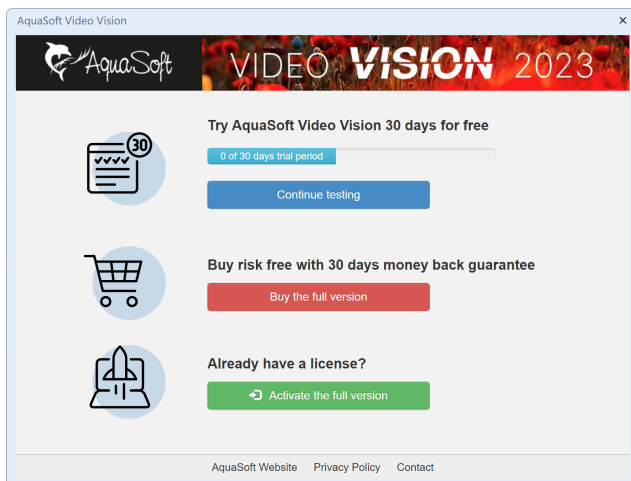 AquaSoft Video Vision
AquaSoft VIDEO VISION 2023
30
Try AquaSoft Video Vision 30 days for free
0 of 30 days trial period
Continue testing
Buy risk free with 30 days money back guarantee
Buy the full version
Already have a license?
Activate the full version
AquaSoft Website Privacy Policy Contact